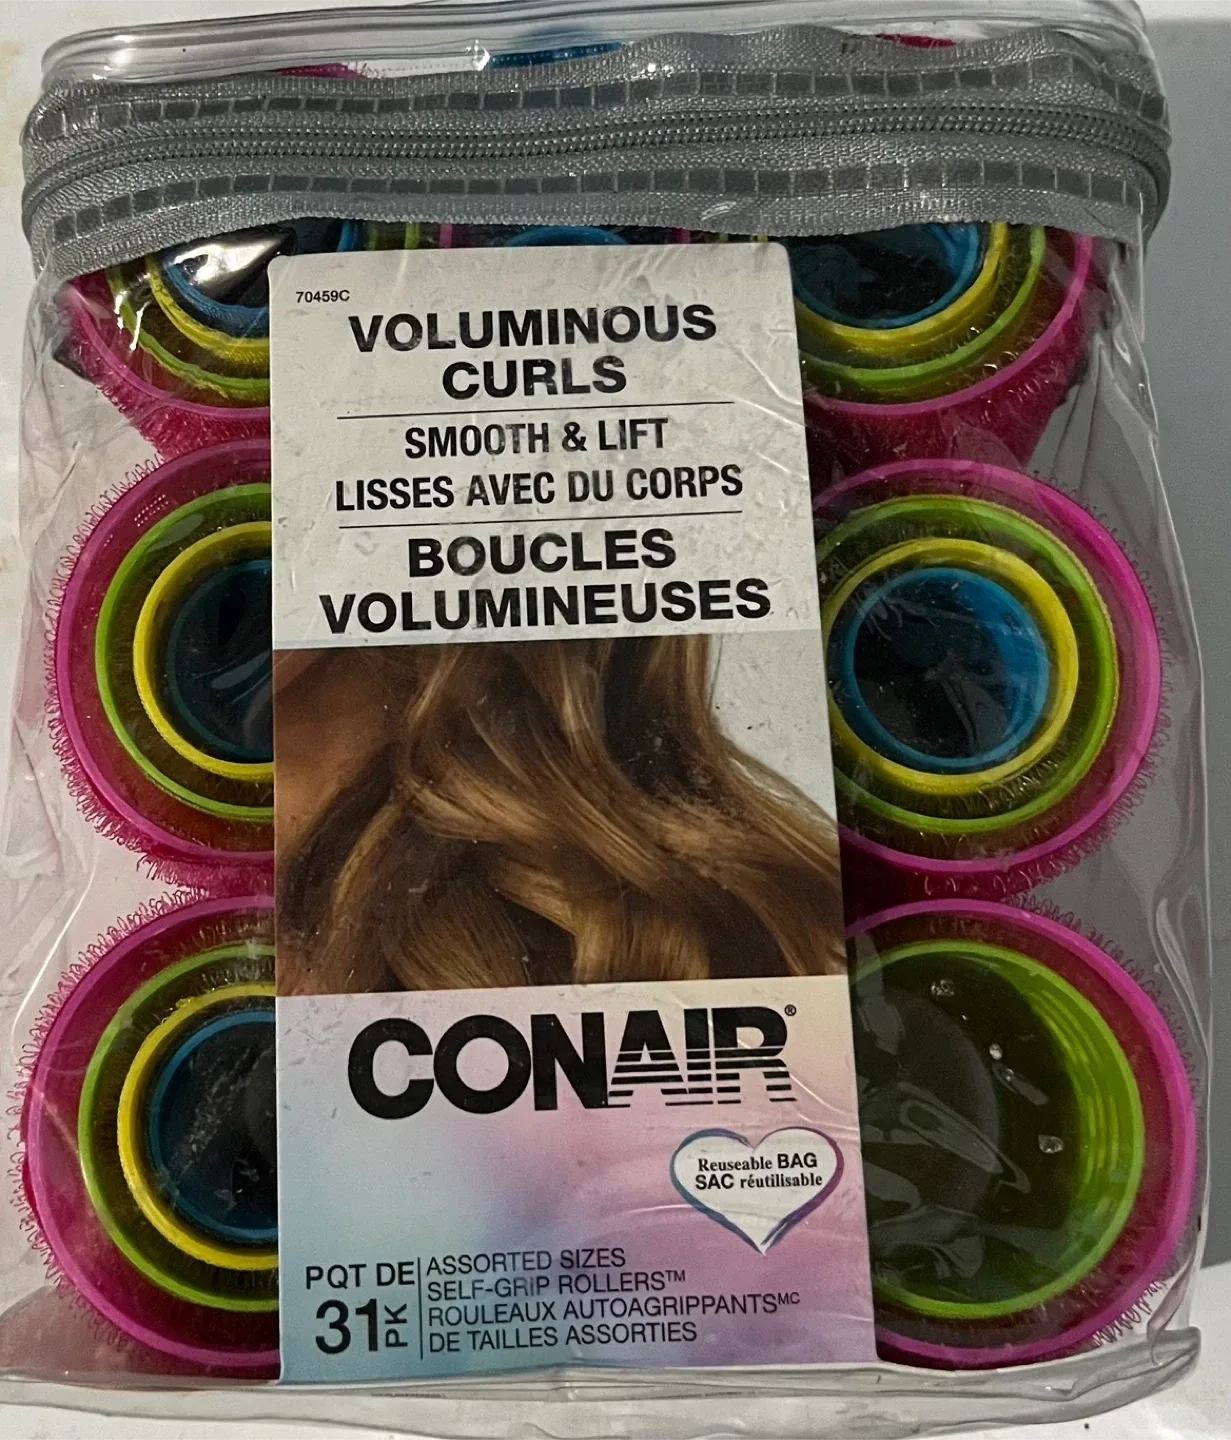 70459C
VOLUMINOUS
CURLS
SMOOTH & LIFT
LISSES AVEC DU CORPS
BOUCLES
VOLUMINEUSES
CONAIR®
Reuseable BAG
SAC réutilisable
PQT DE
31 PK
ASSORTED SIZES
SELF-GRIP ROLLERS™
ROULEAUX AUTOAGRIPPANTSMC
DE TAILLES ASSORTIES